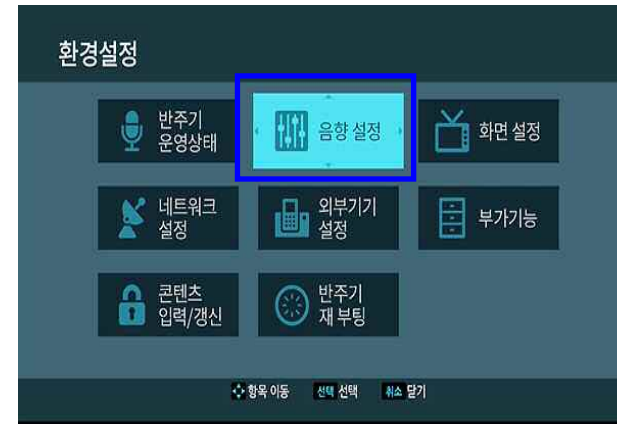 환경설정
반주기
운영상태
음향 설정
화면 설정
네트워크
설정
외부기기
설정
부가기능
콘텐츠
입력/갱신
반주기
재 부팅
항목 이동 선택 선택 취소 닫기